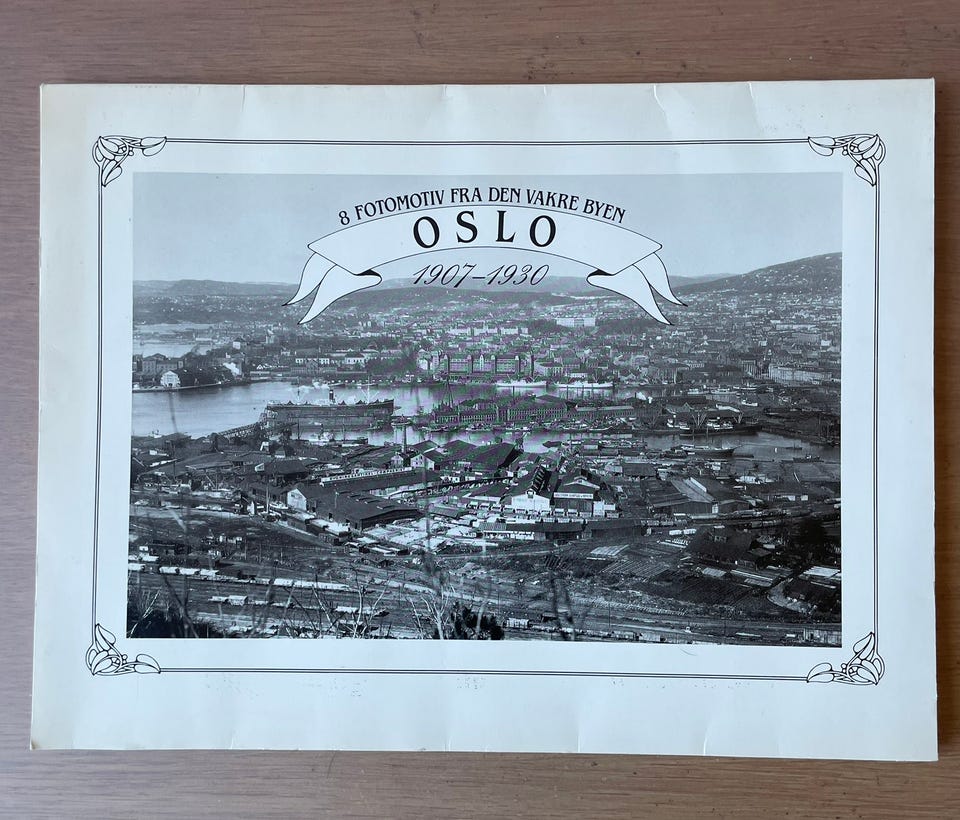 8 FOTOMOTIV FRA DEN VAKRE BYEN
OSLO
1907–1930